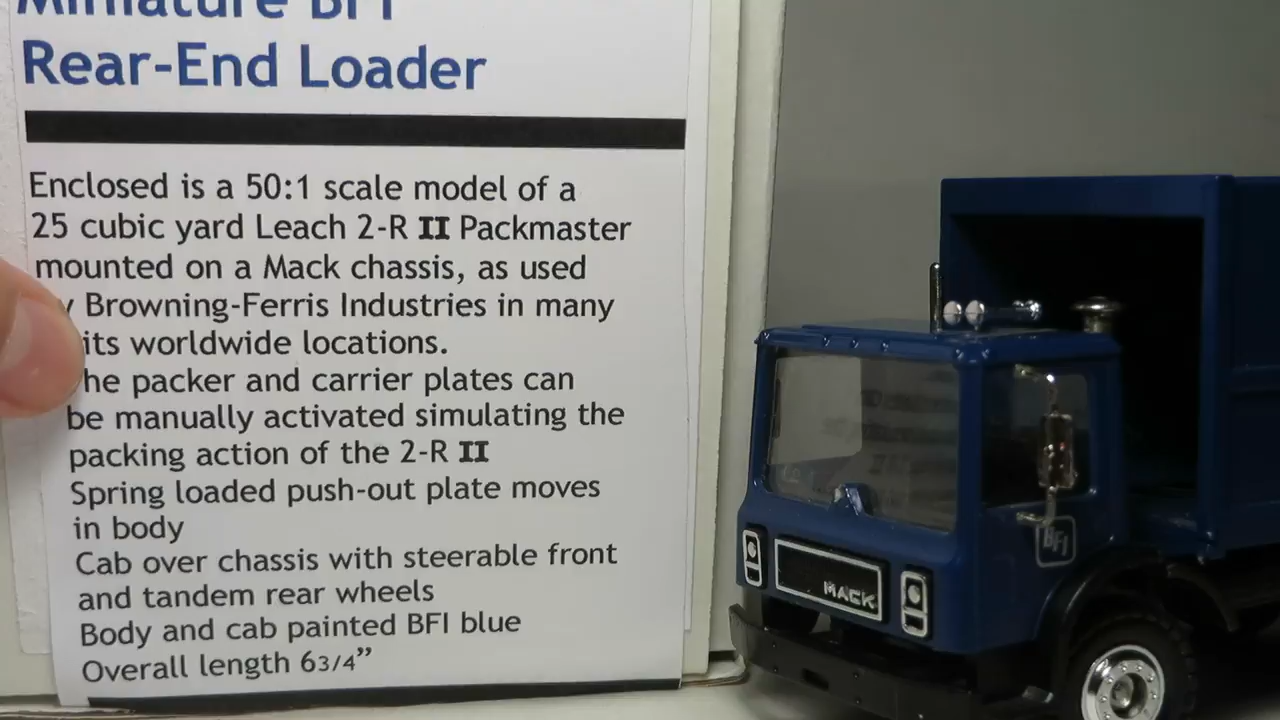 Miniature BFI
Rear-End Loader
Enclosed is a 50:1 scale model of a
25 cubic yard Leach 2-R II Packmaster
mounted on a Mack chassis, as used
y Browning-Ferris Industries in many
its worldwide locations.
he packer and carrier plates can
be manually activated simulating the
packing action of the 2-R II
Spring loaded push-out plate moves
in body
Cab over chassis with steerable front
and tandem rear wheels
Body and cab painted BFI blue
Overall length 63/4”
MACK
BFI